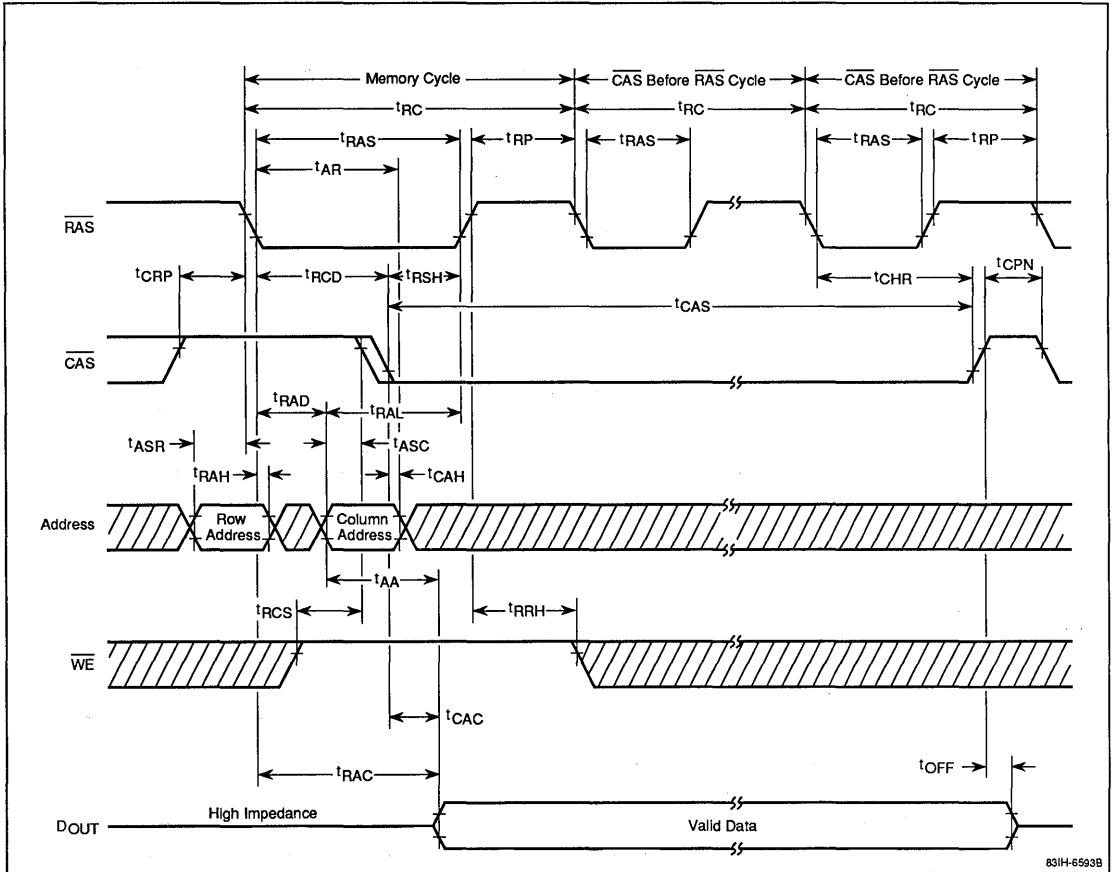 Memory Cycle
CAS Before RAS Cycle
CAS Before RAS Cycle
tRC
tRC
tRC
tRAS
tRP
tRAS
tRAS
tRP
tAR
RAS
tCRP
tRCD
tRSH
tCHR
tCPN
tCAS
CAS
tRAD
tRAL
tASR
tASC
tRAH
tCAH
Address
Row
Address
Column
Address
tAA
tRCS
tRRH
WE
tCAC
tRAC
tOFF
High Impedance
DOUT
Valid Data
83IH-6593B